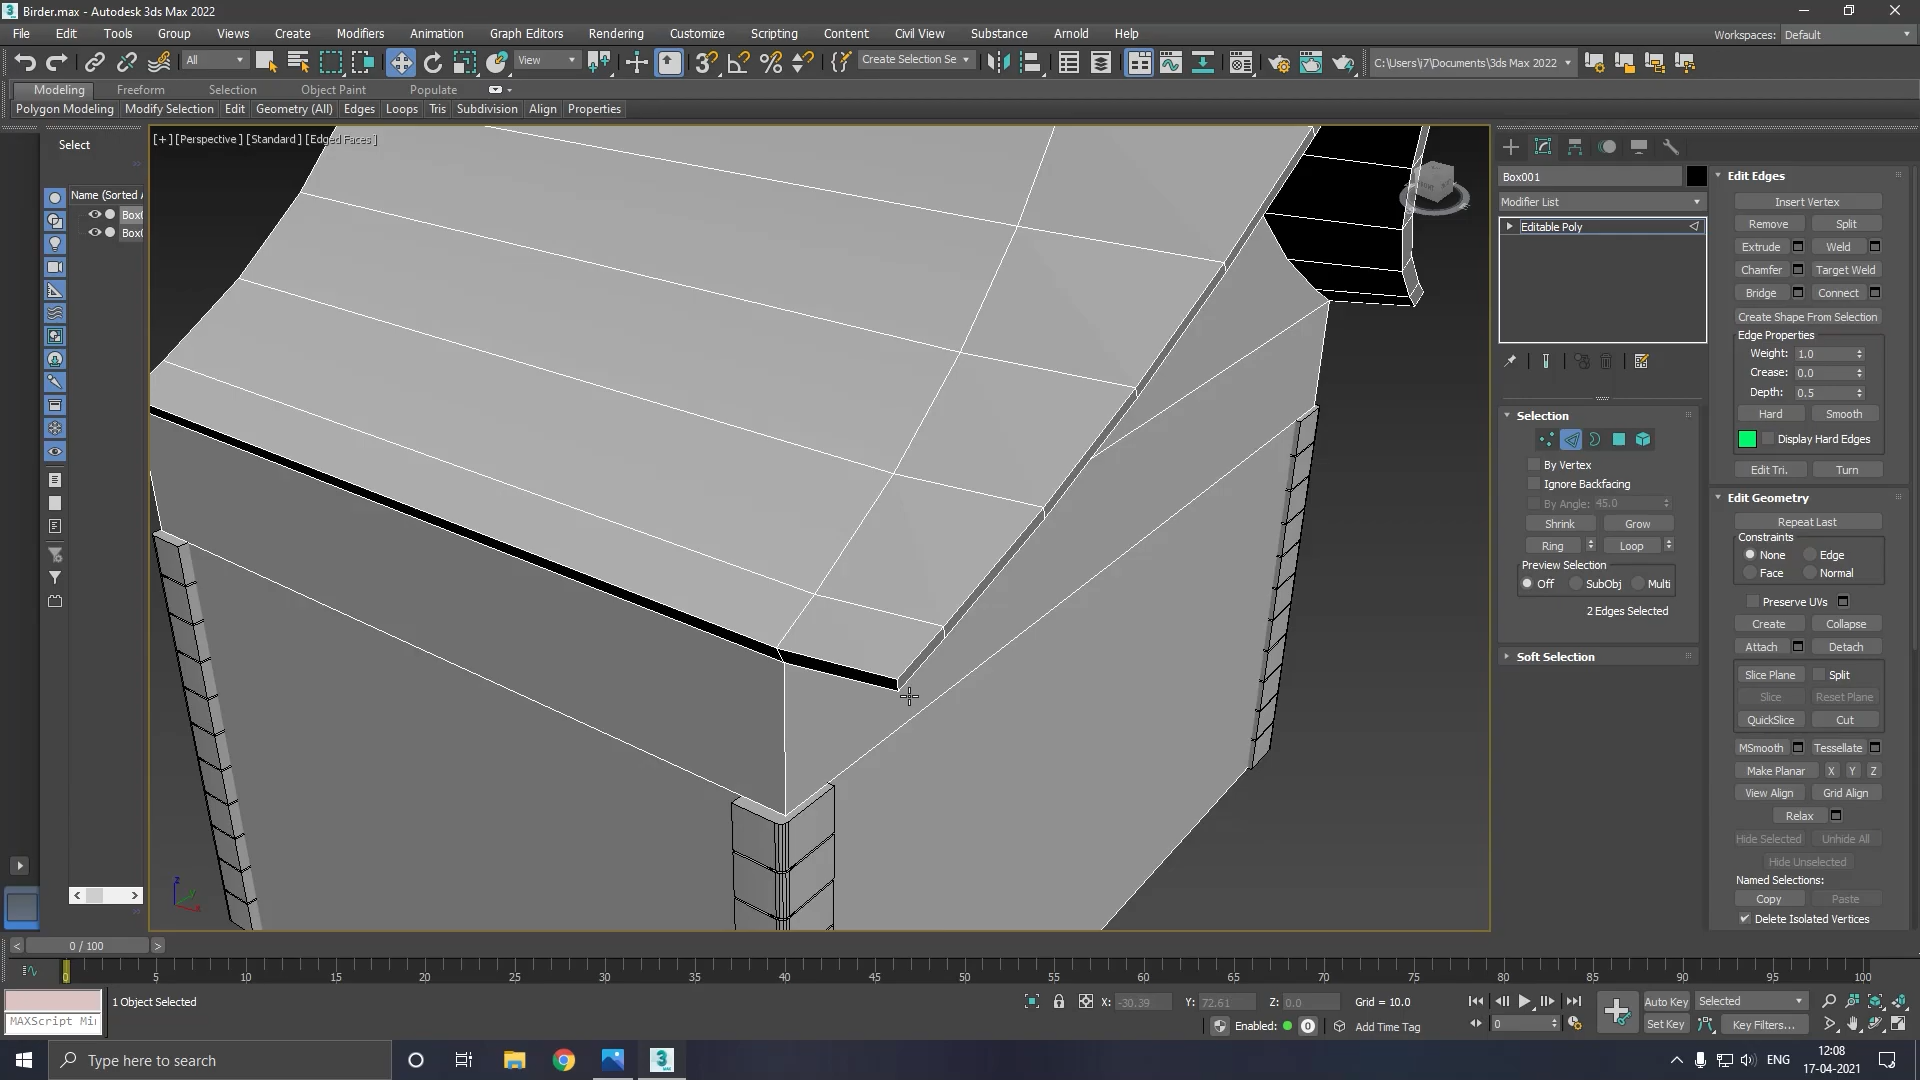 Birder.max - Autodesk 3ds Max 2022
File Edit Tools Group Views Create Modifiers Animation Graph Editors Rendering Customize Scripting Content Civil View Substance Arnold Help
Workspaces: Default
All View Create Selection Se C:\Users\i7\Documents\3ds Max 2022
Modeling Freeform Selection Object Paint Populate
Polygon Modeling Modify Selection Edit Geometry (All) Edges Loops Tris Subdivision Align Properties
Select
Name (Sorted A
Box0
Box0
[+] [Perspective] [Standard] [Edged Faces]
Box001
Modifier List
Editable Poly
Selection
By Vertex
Ignore Backfacing
By Angle: 45.0
Shrink Grow
Ring Loop
Preview Selection
Off SubObj Multi
2 Edges Selected
Soft Selection
Edit Edges
Insert Vertex
Remove Split
Extrude Weld
Chamfer Target Weld
Bridge Connect
Create Shape From Selection
Edge Properties
Weight: 1.0
Crease: 0.0
Depth: 0.5
Hard Smooth
Display Hard Edges
Edit Tri. Turn
Edit Geometry
Repeat Last
Constraints
None Edge
Face Normal
Preserve UVs
Create Collapse
Attach Detach
Slice Plane Split
Slice Reset Plane
QuickSlice Cut
MSmooth Tessellate
Make Planar X Y Z
View Align Grid Align
Relax
Hide Selected Unhide All
Hide Unselected
Named Selections:
Copy Paste
Delete Isolated Vertices
z
x
< 0 / 100 >
0 5 10 15 20 25 30 35 40 45 50 55 60 65 70 75 80 85 90 95 100
1 Object Selected
MAXScript Mi
X: -30.39 Y: 72.61 Z: 0.0 Grid = 10.0
Enabled: 0 Add Time Tag
0
Auto Key Selected
Set Key Key Filters...
Type here to search
ENG
12:08
17-04-2021